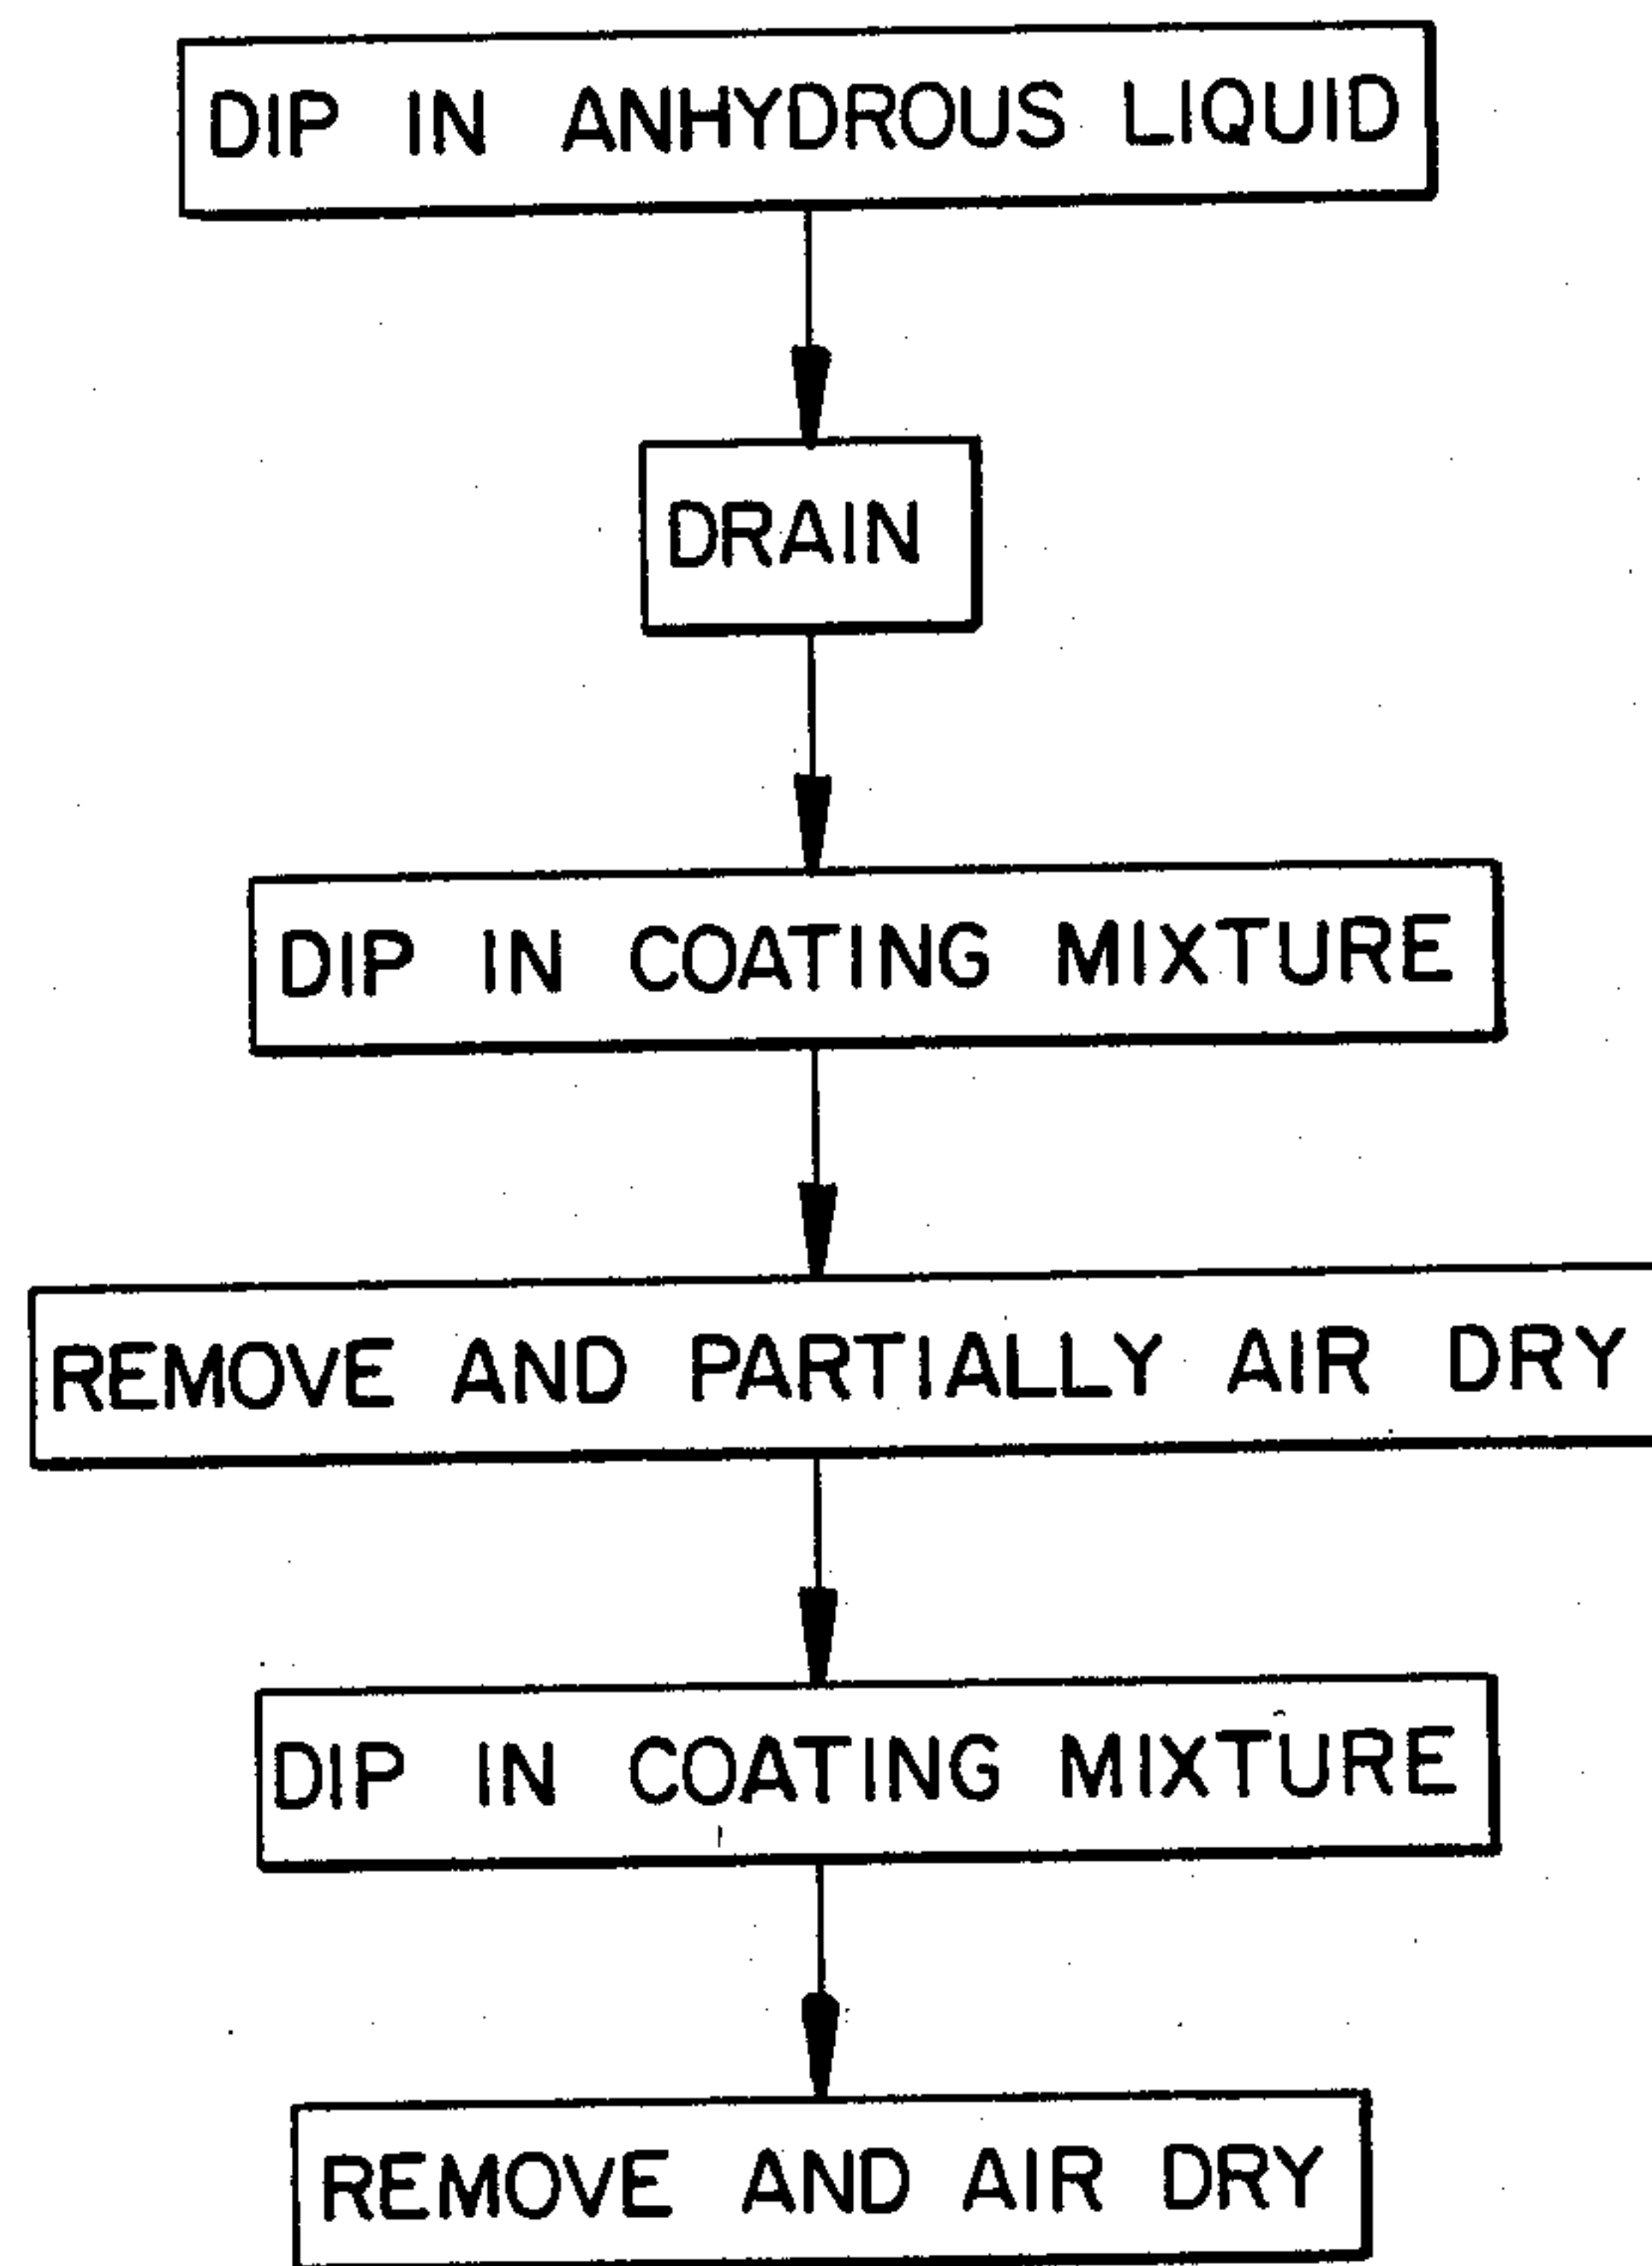 DIP IN ANHYDROUS LIQUID
DRAIN
DIP IN COATING MIXTURE
REMOVE AND PARTIALLY AIR DRY
DIP IN COATING MIXTURE
REMOVE AND AIR DRY